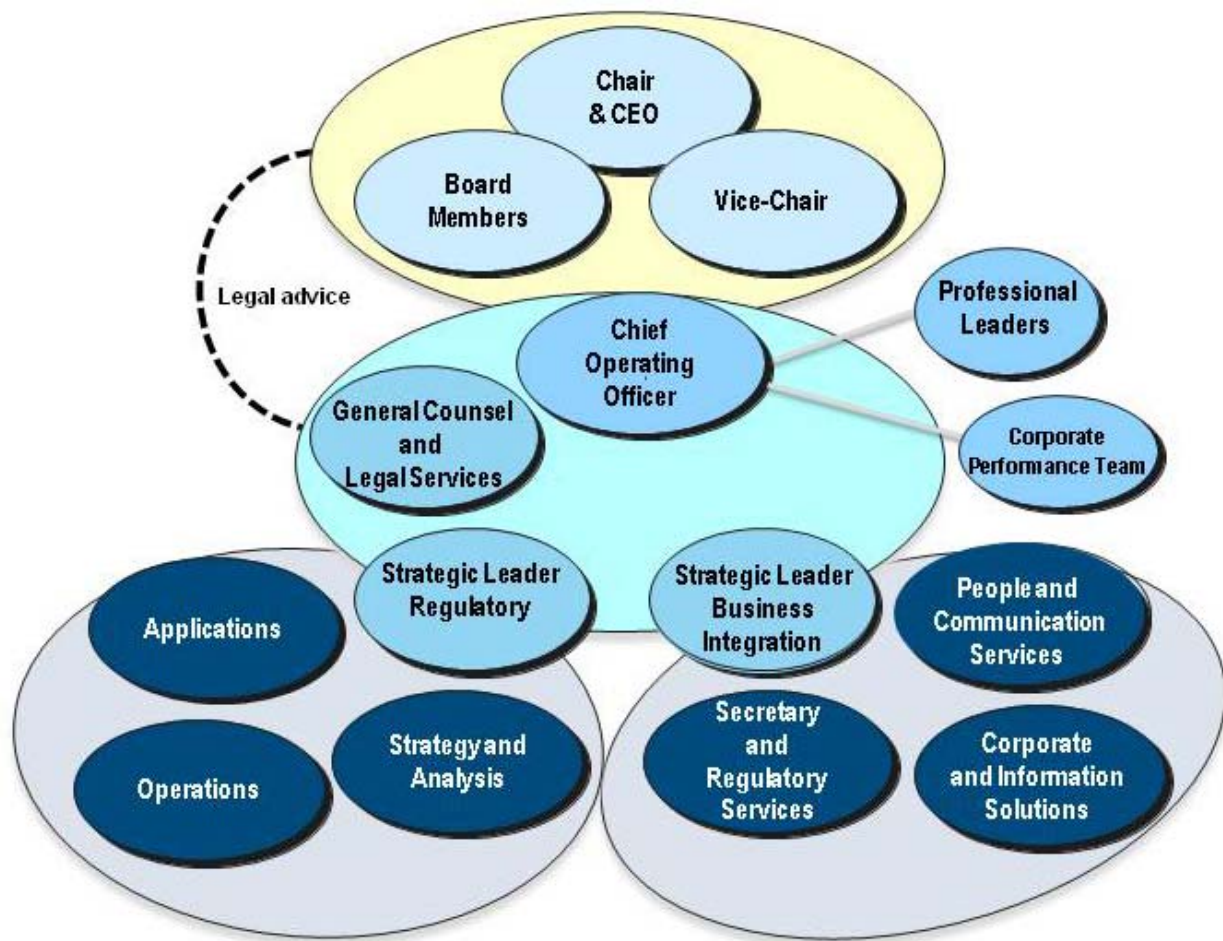 Chair
& CEO
Board
Members
Vice-Chair
Legal advice
Professional
Leaders
Chief
Operating
Officer
General Counsel
and
Legal Services
Corporate
Performance Team
Strategic Leader
Regulatory
Strategic Leader
Business
Integration
People and
Communication
Services
Applications
Secretary
and
Regulatory
Services
Strategy and
Analysis
Corporate
and Information
Solutions
Operations